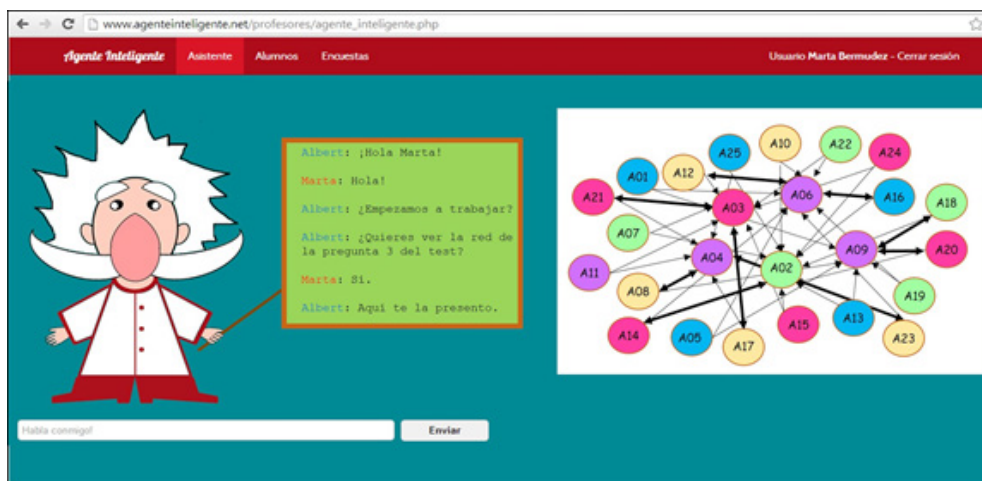 www.agenteinteligente.net/profesores/agente_inteligente.php
Agente Inteligente Asistente Alumnos Encuestas Usuario Marta Bermudez - Cerrar sesión
Albert: ¡Hola Marta!
Marta: Hola!
Albert: ¿Empezamos a trabajar?
Albert: ¿Quieres ver la red de
la pregunta 3 del test?
Marta: Si.
Albert: Aqui te la presento.
Habla conmigo!
Enviar
A10
A22
A25
A24
A12
A01
A06
A21
A16
A03
A18
A07
A09
A04
A20
A02
A11
A08
A19
A15
A13
A14
A05
A17
A23